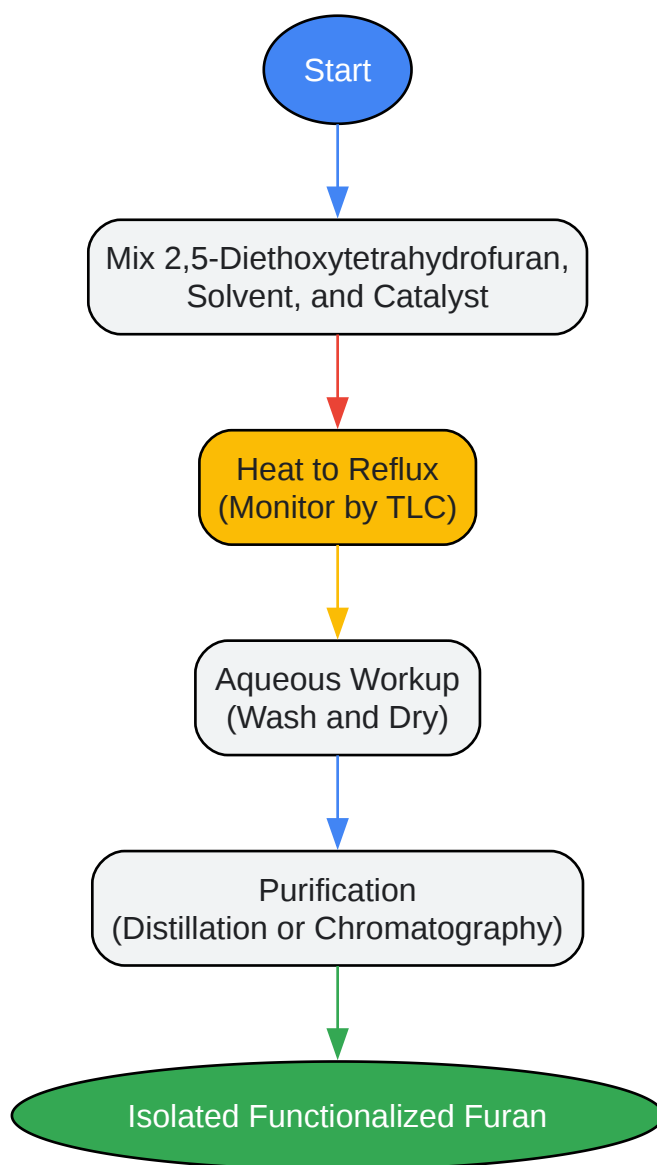 Start
Mix 2,5-Diethoxytetrahydrofuran,
Solvent, and Catalyst
Heat to Reflux
(Monitor by TLC)
Aqueous Workup
(Wash and Dry)
Purification
(Distillation or Chromatography)
Isolated Functionalized Furan